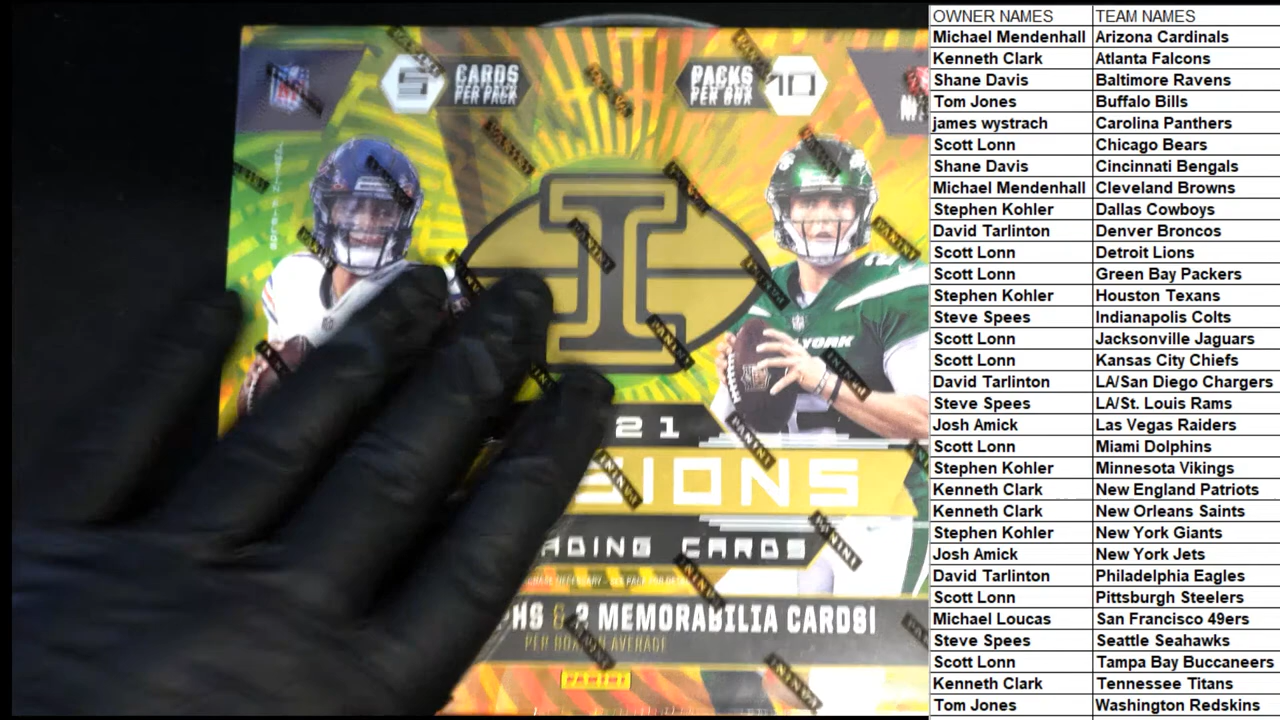 OWNER NAMES TEAM NAMES
Michael Mendenhall Arizona Cardinals
Kenneth Clark Atlanta Falcons
Shane Davis Baltimore Ravens
Tom Jones Buffalo Bills
james wystrach Carolina Panthers
Scott Lonn Chicago Bears
Shane Davis Cincinnati Bengals
Michael Mendenhall Cleveland Browns
Stephen Kohler Dallas Cowboys
David Tarlinton Denver Broncos
Scott Lonn Detroit Lions
Scott Lonn Green Bay Packers
Stephen Kohler Houston Texans
Steve Spees Indianapolis Colts
Scott Lonn Jacksonville Jaguars
Scott Lonn Kansas City Chiefs
David Tarlinton LA/San Diego Chargers
Steve Spees LA/St. Louis Rams
Josh Amick Las Vegas Raiders
Scott Lonn Miami Dolphins
Stephen Kohler Minnesota Vikings
Kenneth Clark New England Patriots
Kenneth Clark New Orleans Saints
Stephen Kohler New York Giants
Josh Amick New York Jets
David Tarlinton Philadelphia Eagles
Scott Lonn Pittsburgh Steelers
Michael Loucas San Francisco 49ers
Steve Spees Seattle Seahawks
Scott Lonn Tampa Bay Buccaneers
Kenneth Clark Tennessee Titans
Tom Jones Washington Redskins
5 CARDS
PER PACK
PACKS
PER BOX
10
NFL
I
YORK
21
SIONS
ADING CARDS
HS & 2 MEMORABILIA CARDS!
PER BOX ON AVERAGE
PANINI